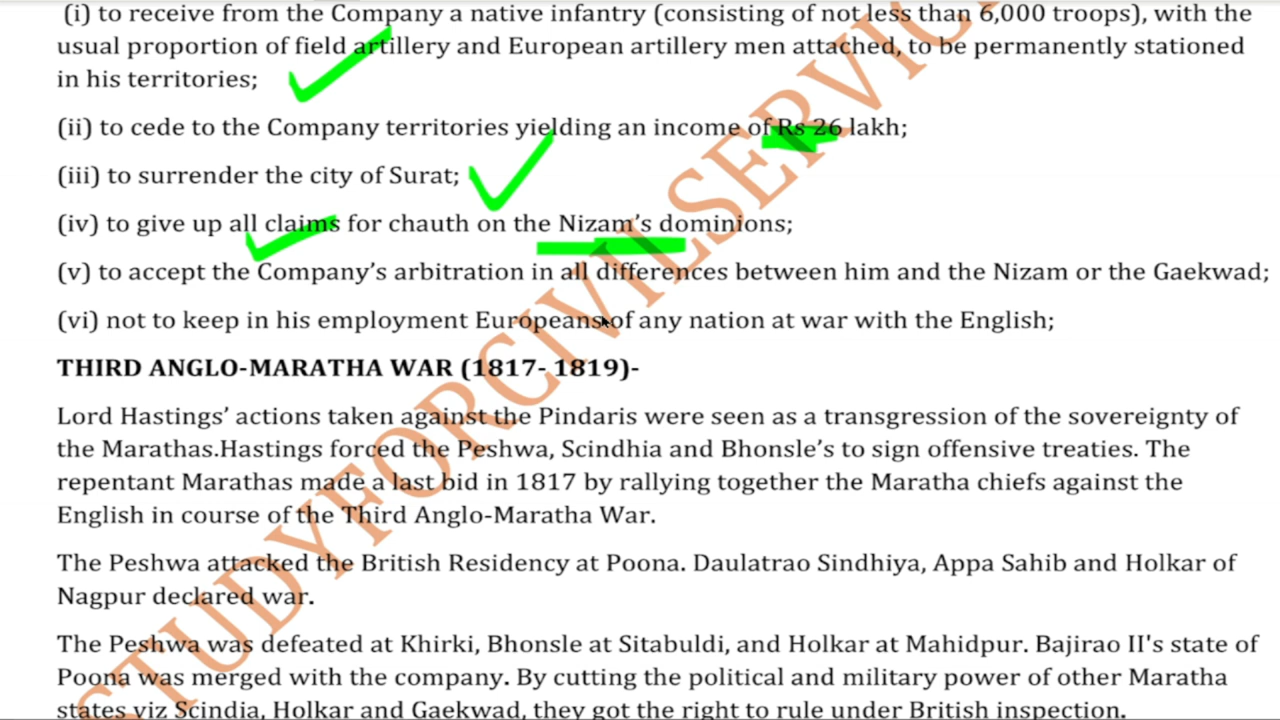 (i) to receive from the Company a native infantry (consisting of not less than 6,000 troops), with the
usual proportion of field artillery and European artillery men attached, to be permanently stationed
in his territories;
(ii) to cede to the Company territories yielding an income of Rs 26 lakh;
(iii) to surrender the city of Surat;
(iv) to give up all claims for chauth on the Nizam's dominions;
(v) to accept the Company's arbitration in all differences between him and the Nizam or the Gaekwad;
(vi) not to keep in his employment Europeans of any nation at war with the English;
THIRD ANGLO-MARATHA WAR (1817- 1819)-
Lord Hastings' actions taken against the Pindaris were seen as a transgression of the sovereignty of
the Marathas.Hastings forced the Peshwa, Scindhia and Bhonsle's to sign offensive treaties. The
repentant Marathas made a last bid in 1817 by rallying together the Maratha chiefs against the
English in course of the Third Anglo-Maratha War.
The Peshwa attacked the British Residency at Poona. Daulatrao Sindhiya, Appa Sahib and Holkar of
Nagpur declared war.
The Peshwa was defeated at Khirki, Bhonsle at Sitabuldi, and Holkar at Mahidpur. Bajirao II's state of
Poona was merged with the company. By cutting the political and military power of other Maratha
states viz Scindia, Holkar and Gaekwad, they got the right to rule under British inspection.
STUDYFORCIVILSERVIC